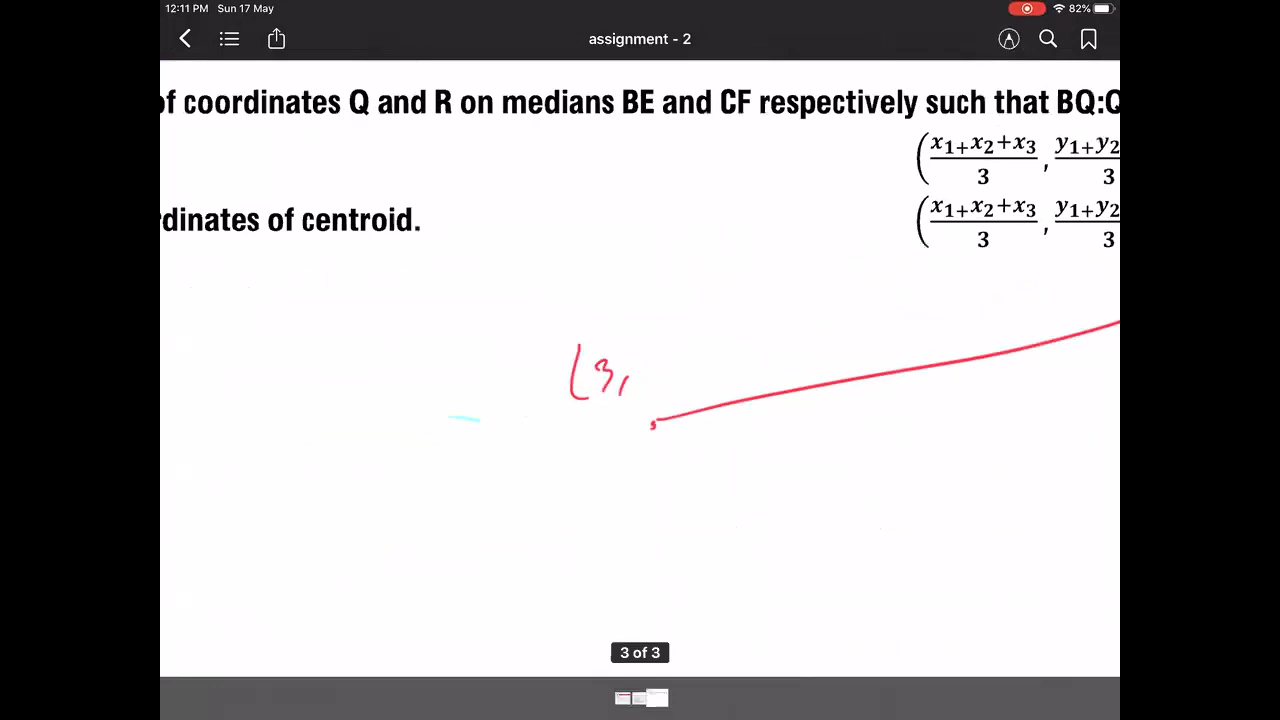 12:11 PM Sun 17 May 82%
assignment - 2
of coordinates Q and R on medians BE and CF respectively such that BQ:Q
(x₁₊x₂+x₃/3, y₁₊y₂
3
dinates of centroid.
(x₁₊x₂+x₃/3, y₁₊y₂
3
(3,
3 of 3